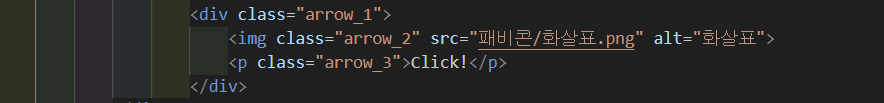 <div class="arrow_1">
<img class="arrow_2" src="패비콘/화살표.png" alt="화살표">
<p class="arrow_3">Click!</p>
</div>